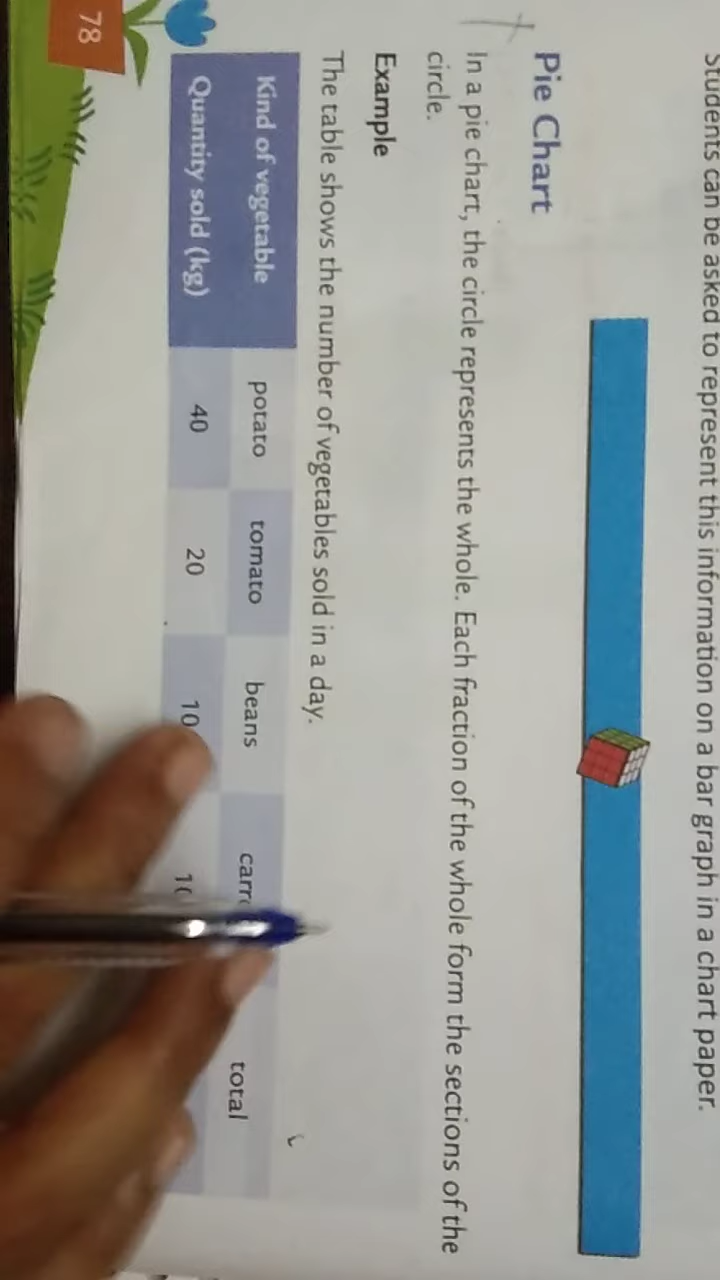 Students can be asked to represent this information on a bar graph in a chart paper.
Pie Chart
In a pie chart, the circle represents the whole. Each fraction of the whole form the sections of the
circle.
Example
The table shows the number of vegetables sold in a day.
Kind of vegetable potato tomato beans total
Quantity sold (kg) 40 20 10
78